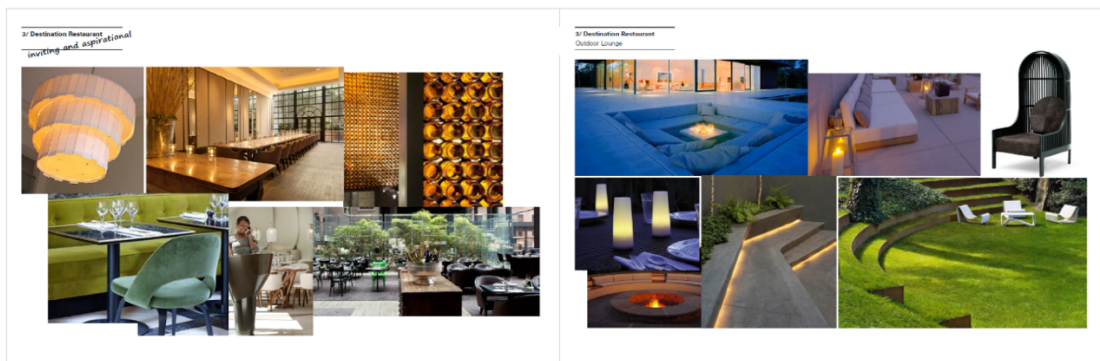 3/ Destination Restaurant
inviting and aspirational
3/ Destination Restaurant
Outdoor Lounge